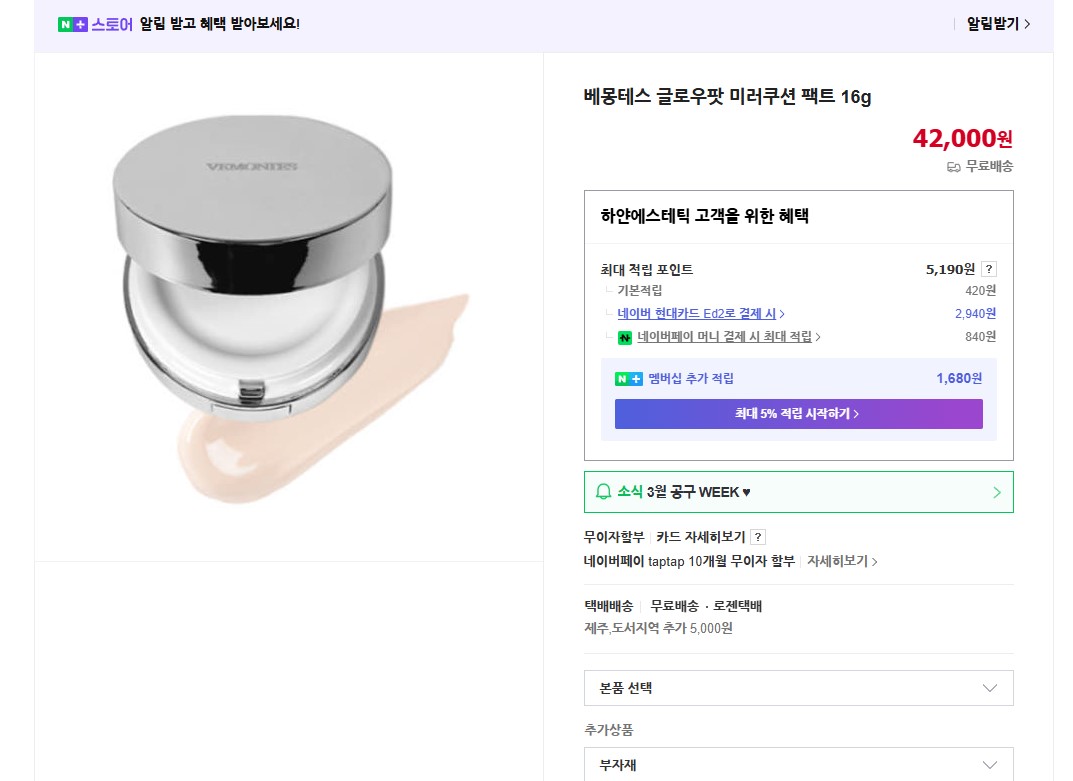 N+ 스토어 알림 받고 혜택 받아보세요!
알림받기 >
VEMONTES
베몽테스 글로우팟 미러쿠션 팩트 16g
42,000원
무료배송
하얀에스테틱 고객을 위한 혜택
최대 적립 포인트 5,190원 ?
기본적립 420원
네이버 현대카드 Ed2로 결제 시 > 2,940원
N 네이버페이 머니 결제 시 최대 적립 > 840원
N+ 멤버십 추가 적립 1,680원
최대 5% 적립 시작하기 >
소식 3월 공구 WEEK ♥ >
무이자할부 카드 자세히보기 ?
네이버페이 taptap 10개월 무이자 할부 자세히보기 >
택배배송 무료배송 · 로젠택배
제주,도서지역 추가 5,000원
본품 선택
추가상품
부자재